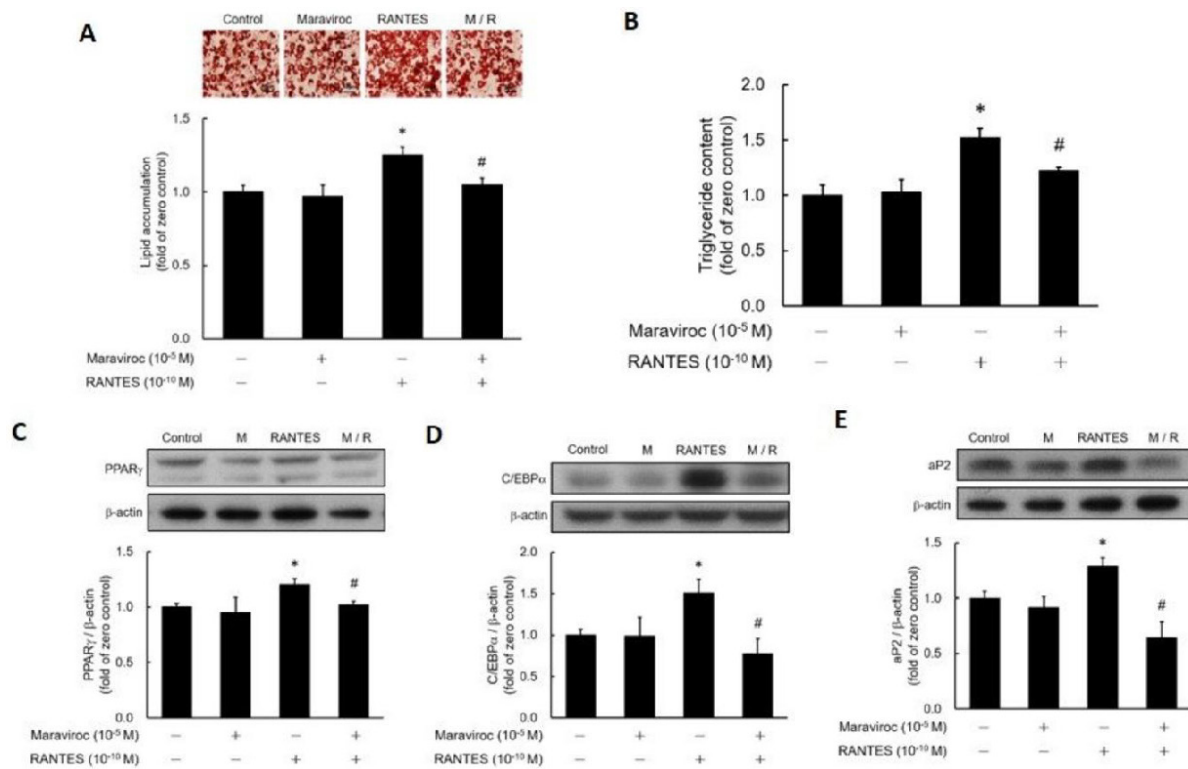 A
Control Maraviroc RANTES M / R
1.5
1.0
0.5
0.0
Lipid accumulation
(fold of zero control)
*
#
Maraviroc (10⁻⁵ M) – + – +
RANTES (10⁻¹⁰ M) – – + +
B
2.0
1.5
1.0
0.5
0.0
Triglyceride content
(fold of zero control)
*
#
Maraviroc (10⁻⁵ M) – + – +
RANTES (10⁻¹⁰ M) – – + +
C
Control M RANTES M / R
PPARγ
β-actin
1.5
1.0
0.5
0.0
PPARγ / β-actin
(fold of zero control)
*
#
Maraviroc (10⁻⁵ M) – + – +
RANTES (10⁻¹⁰ M) – – + +
D
Control M RANTES M / R
C/EBPα
β-actin
2.0
1.5
1.0
0.5
0.0
C/EBPα / β-actin
(fold of zero control)
*
#
Maraviroc (10⁻⁵ M) – + – +
RANTES (10⁻¹⁰ M) – – + +
E
Control M RANTES M / R
aP2
β-actin
1.5
1.0
0.5
0.0
aP2 / β-actin
(fold of zero control)
*
#
Maraviroc (10⁻⁵ M) – + – +
RANTES (10⁻¹⁰ M) – – + +